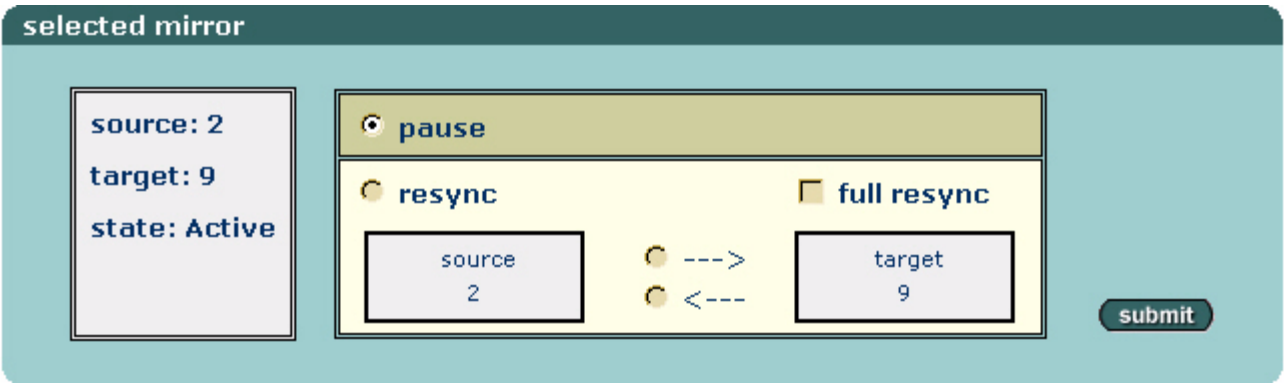 selected mirror
source: 2
target: 9
state: Active
pause
resync
full resync
source
2
--->
<---
target
9
submit